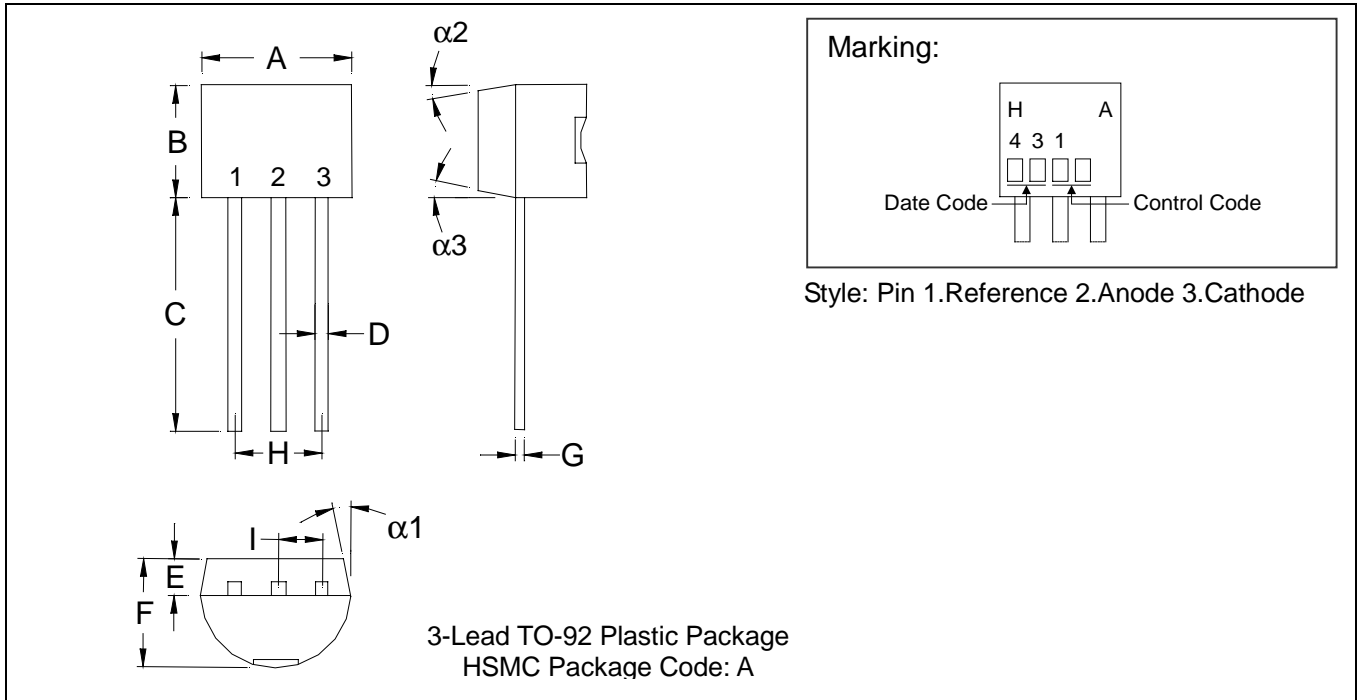 α2
A
B
1 2 3
α3
C
D
H
G
α1
I
E
F
3-Lead TO-92 Plastic Package
HSMC Package Code: A
Marking:
H A
4 3 1
Date Code
Control Code
Style: Pin 1.Reference 2.Anode 3.Cathode